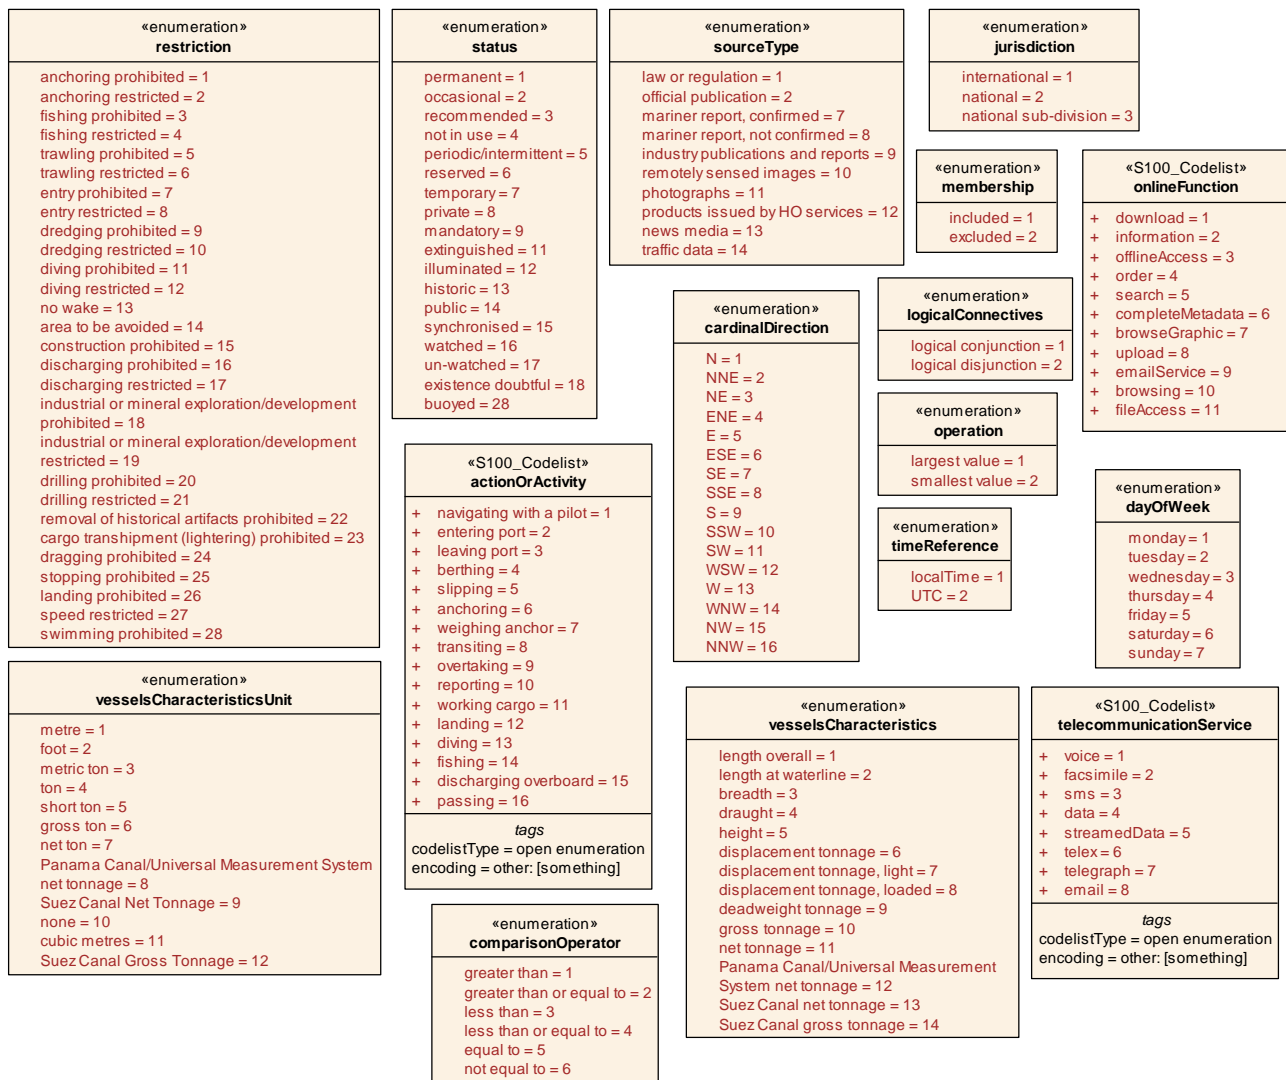 «enumeration»
restriction
anchoring prohibited = 1
anchoring restricted = 2
fishing prohibited = 3
fishing restricted = 4
trawling prohibited = 5
trawling restricted = 6
entry prohibited = 7
entry restricted = 8
dredging prohibited = 9
dredging restricted = 10
diving prohibited = 11
diving restricted = 12
no wake = 13
area to be avoided = 14
construction prohibited = 15
discharging prohibited = 16
discharging restricted = 17
industrial or mineral exploration/development
prohibited = 18
industrial or mineral exploration/development
restricted = 19
drilling prohibited = 20
drilling restricted = 21
removal of historical artifacts prohibited = 22
cargo transhipment (lightering) prohibited = 23
dragging prohibited = 24
stopping prohibited = 25
landing prohibited = 26
speed restricted = 27
swimming prohibited = 28
«enumeration»
status
permanent = 1
occasional = 2
recommended = 3
not in use = 4
periodic/intermittent = 5
reserved = 6
temporary = 7
private = 8
mandatory = 9
extinguished = 11
illuminated = 12
historic = 13
public = 14
synchronised = 15
watched = 16
un-watched = 17
existence doubtful = 18
buoyed = 28
«enumeration»
sourceType
law or regulation = 1
official publication = 2
mariner report, confirmed = 7
mariner report, not confirmed = 8
industry publications and reports = 9
remotely sensed images = 10
photographs = 11
products issued by HO services = 12
news media = 13
traffic data = 14
«enumeration»
jurisdiction
international = 1
national = 2
national sub-division = 3
«enumeration»
membership
included = 1
excluded = 2
«S100_Codelist»
onlineFunction
+ download = 1
+ information = 2
+ offlineAccess = 3
+ order = 4
+ search = 5
+ completeMetadata = 6
+ browseGraphic = 7
+ upload = 8
+ emailService = 9
+ browsing = 10
+ fileAccess = 11
«enumeration»
cardinalDirection
N = 1
NNE = 2
NE = 3
ENE = 4
E = 5
ESE = 6
SE = 7
SSE = 8
S = 9
SSW = 10
SW = 11
WSW = 12
W = 13
WNW = 14
NW = 15
NNW = 16
«enumeration»
logicalConnectives
logical conjunction = 1
logical disjunction = 2
«enumeration»
operation
largest value = 1
smallest value = 2
«enumeration»
timeReference
localTime = 1
UTC = 2
«enumeration»
dayOfWeek
monday = 1
tuesday = 2
wednesday = 3
thursday = 4
friday = 5
saturday = 6
sunday = 7
«S100_Codelist»
actionOrActivity
+ navigating with a pilot = 1
+ entering port = 2
+ leaving port = 3
+ berthing = 4
+ slipping = 5
+ anchoring = 6
+ weighing anchor = 7
+ transiting = 8
+ overtaking = 9
+ reporting = 10
+ working cargo = 11
+ landing = 12
+ diving = 13
+ fishing = 14
+ discharging overboard = 15
+ passing = 16
tags
codelistType = open enumeration
encoding = other: [something]
«enumeration»
vesselsCharacteristicsUnit
metre = 1
foot = 2
metric ton = 3
ton = 4
short ton = 5
gross ton = 6
net ton = 7
Panama Canal/Universal Measurement System
net tonnage = 8
Suez Canal Net Tonnage = 9
none = 10
cubic metres = 11
Suez Canal Gross Tonnage = 12
«enumeration»
vesselsCharacteristics
length overall = 1
length at waterline = 2
breadth = 3
draught = 4
height = 5
displacement tonnage = 6
displacement tonnage, light = 7
displacement tonnage, loaded = 8
deadweight tonnage = 9
gross tonnage = 10
net tonnage = 11
Panama Canal/Universal Measurement
System net tonnage = 12
Suez Canal net tonnage = 13
Suez Canal gross tonnage = 14
«S100_Codelist»
telecommunicationService
+ voice = 1
+ facsimile = 2
+ sms = 3
+ data = 4
+ streamedData = 5
+ telex = 6
+ telegraph = 7
+ email = 8
tags
codelistType = open enumeration
encoding = other: [something]
«enumeration»
comparisonOperator
greater than = 1
greater than or equal to = 2
less than = 3
less than or equal to = 4
equal to = 5
not equal to = 6